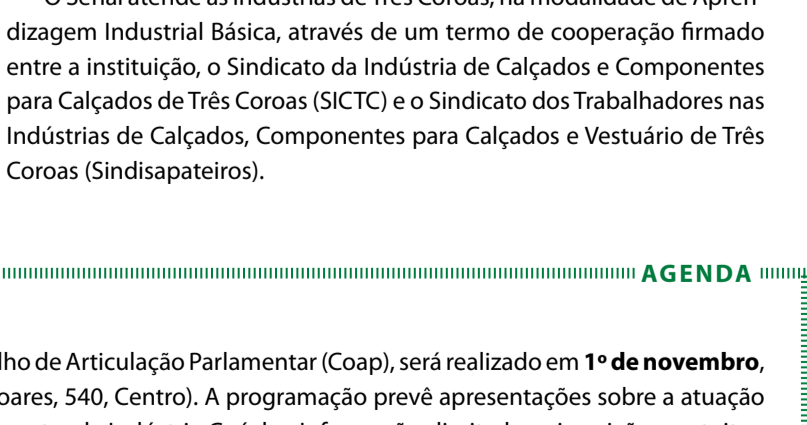 O Senai atende as indústrias de Três Coroas, na modalidade de Apren-
dizagem Industrial Básica, através de um termo de cooperação firmado
entre a instituição, o Sindicato da Indústria de Calçados e Componentes
para Calçados de Três Coroas (SICTC) e o Sindicato dos Trabalhadores nas
Indústrias de Calçados, Componentes para Calçados e Vestuário de Três
Coroas (Sindisapateiros).
AGENDA
lho de Articulação Parlamentar (Coap), será realizado em 1º de novembro,
oares, 540, Centro). A programação prevê apresentações sobre a atuação